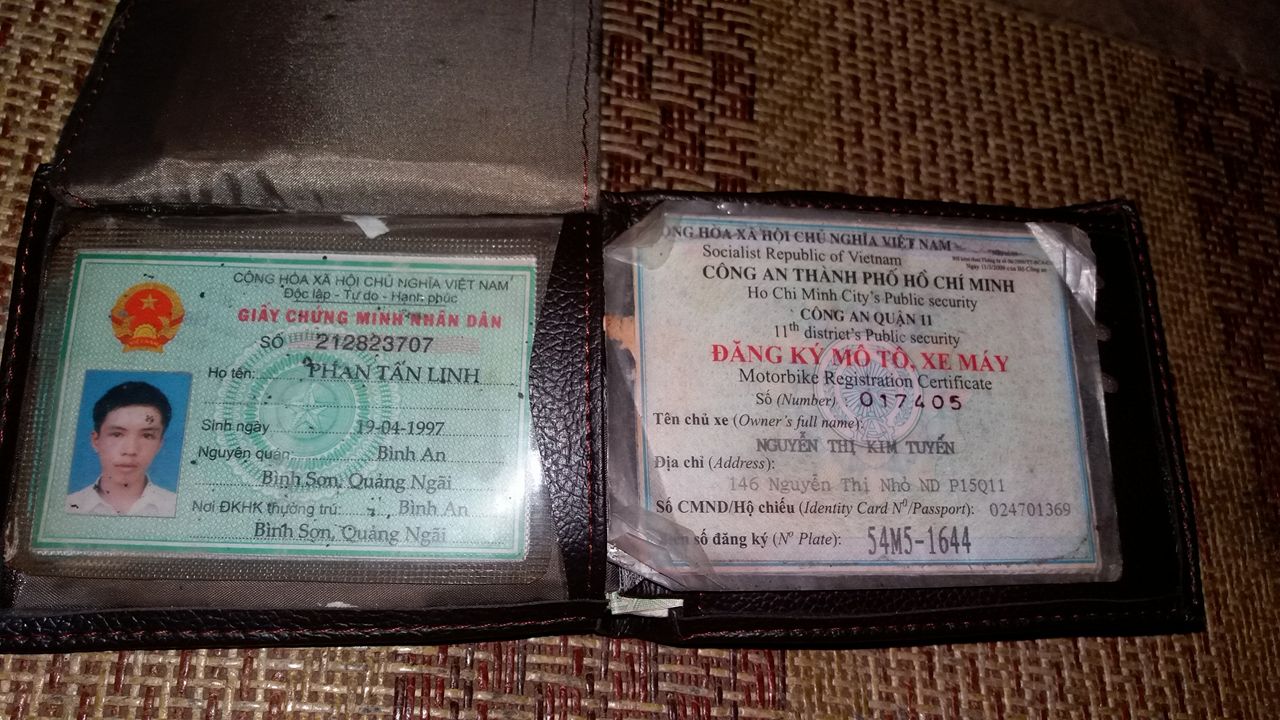 CỘNG HÒA XÃ HỘI CHỦ NGHĨA VIỆT NAM
Độc lập - Tự do - Hạnh phúc
GIẤY CHỨNG MINH NHÂN DÂN
SỐ 212823707
Họ tên: PHAN TẤN LINH
Sinh ngày 19-04-1997
Nguyên quán: Bình An
Bình Sơn, Quảng Ngãi
Nơi ĐKHK thường trú: Bình An
Bình Sơn, Quảng Ngãi
ỘNG HÒA XÃ HỘI CHỦ NGHĨA VIỆT NAM
Socialist Republic of Vietnam
CÔNG AN THÀNH PHỐ HỒ CHÍ MINH
Ho Chi Minh City's Public security
CÔNG AN QUẬN 11
11th district's Public security
ĐĂNG KÝ MÔ TÔ, XE MÁY
Motorbike Registration Certificate
Số (Number) 017405
Tên chủ xe (Owner's full name):
NGUYỄN THỊ KIM TUYẾN
Địa chỉ (Address):
146 Nguyễn Thị Nhỏ ND P15Q11
Số CMND/Hộ chiếu (Identity Card N0/Passport): 024701369
số đăng ký (N0 Plate): 54M5-1644